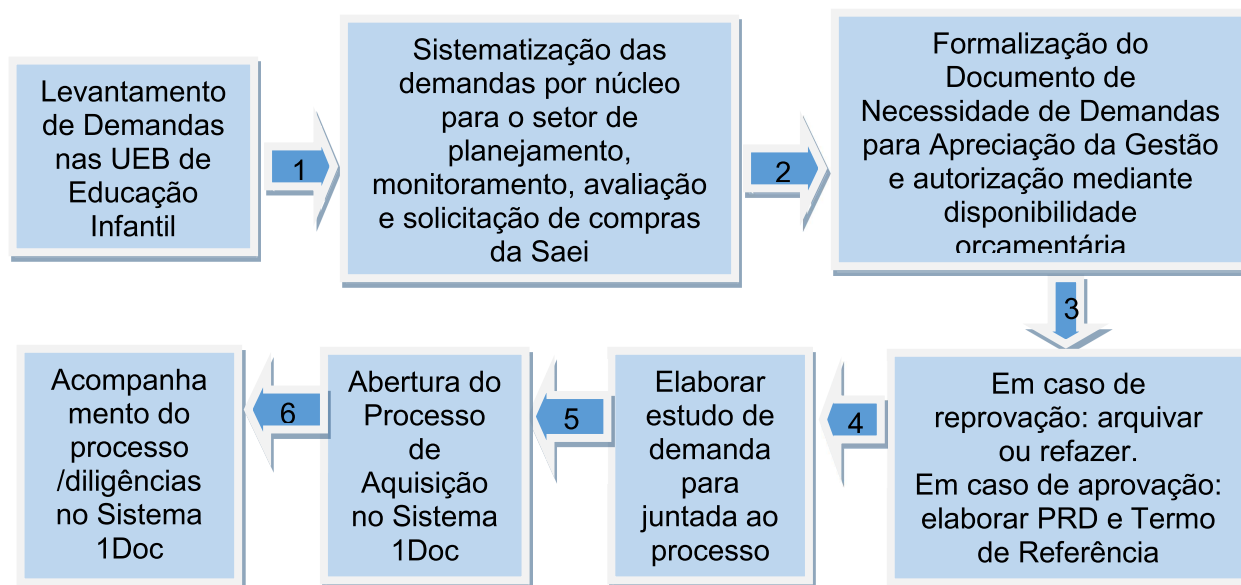 Levantamento
de Demandas
nas UEB de
Educação
Infantil
1
Sistematização das
demandas por núcleo
para o setor de
planejamento,
monitoramento, avaliação
e solicitação de compras
da Saei
2
Formalização do
Documento de
Necessidade de Demandas
para Apreciação da Gestão
e autorização mediante
disponibilidade
orçamentária
3
Em caso de
reprovação: arquivar
ou refazer.
Em caso de aprovação:
elaborar PRD e Termo
de Referência
4
Elaborar
estudo de
demanda
para
juntada ao
processo
5
Abertura do
Processo
de
Aquisição
no Sistema
1Doc
6
Acompanha
mento do
processo
/diligências
no Sistema
1Doc